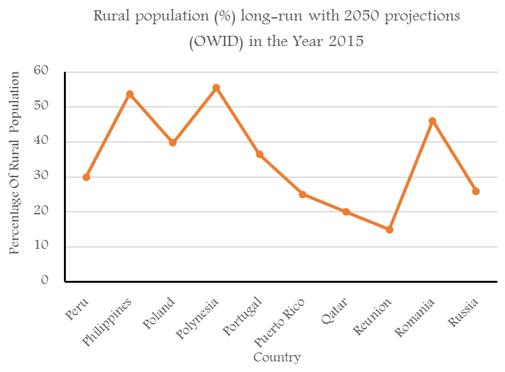 Rural population (%) long-run with 2050 projections
(OWID) in the Year 2015
Percentage Of Rural Population
60
50
40
30
20
10
0
Peru
Philippines
Poland
Polynesia
Portugal
Puerto Rico
Qatar
Reunion
Romania
Russia
Country